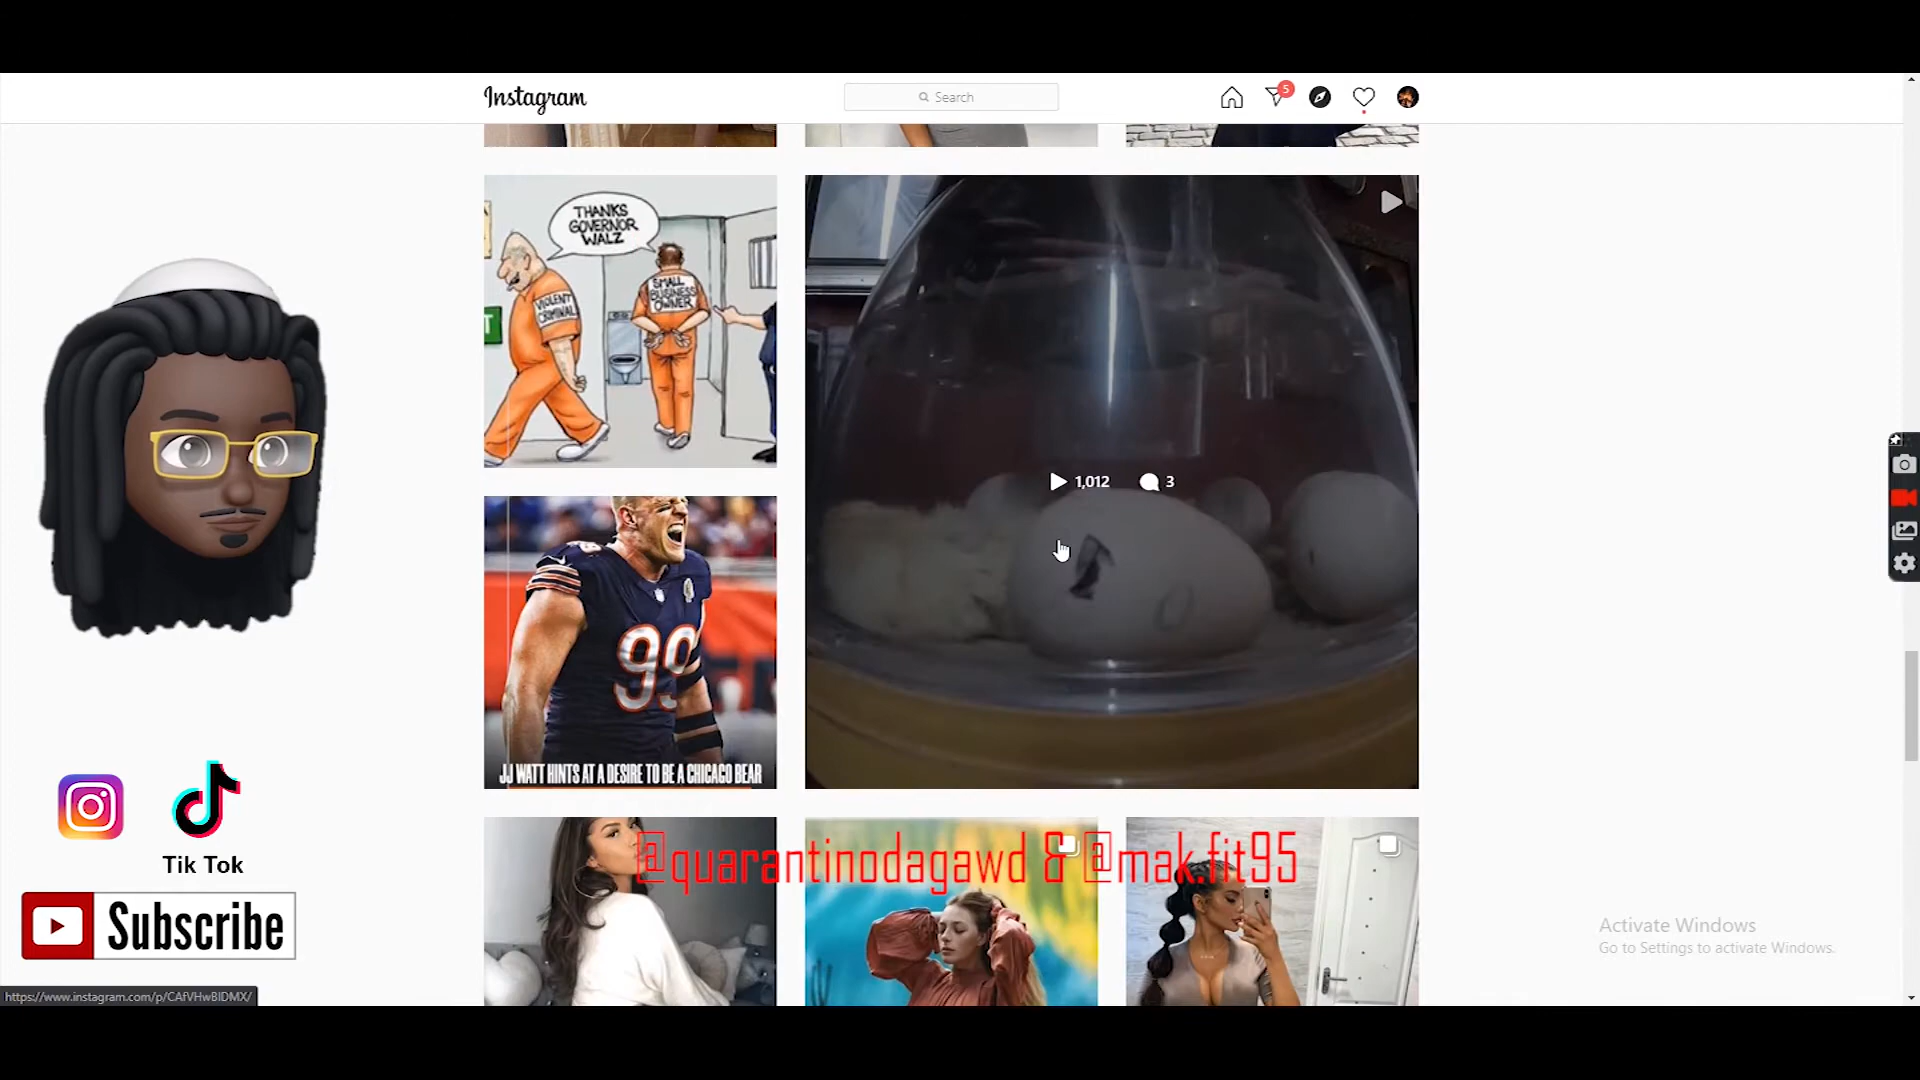 Instagram
Search
5
THANKS
GOVERNOR
WALZ
VIOLENT
CRIMINAL
SMALL
BUSINESS
OWNER
1,012
3
99
JJ WATT HINTS AT A DESIRE TO BE A CHICAGO BEAR
Tik Tok
@quarantinodagawd & @mak.fit95
Subscribe
Activate Windows
Go to Settings to activate Windows.
https://www.instagram.com/p/CAfVHwBIDMX/